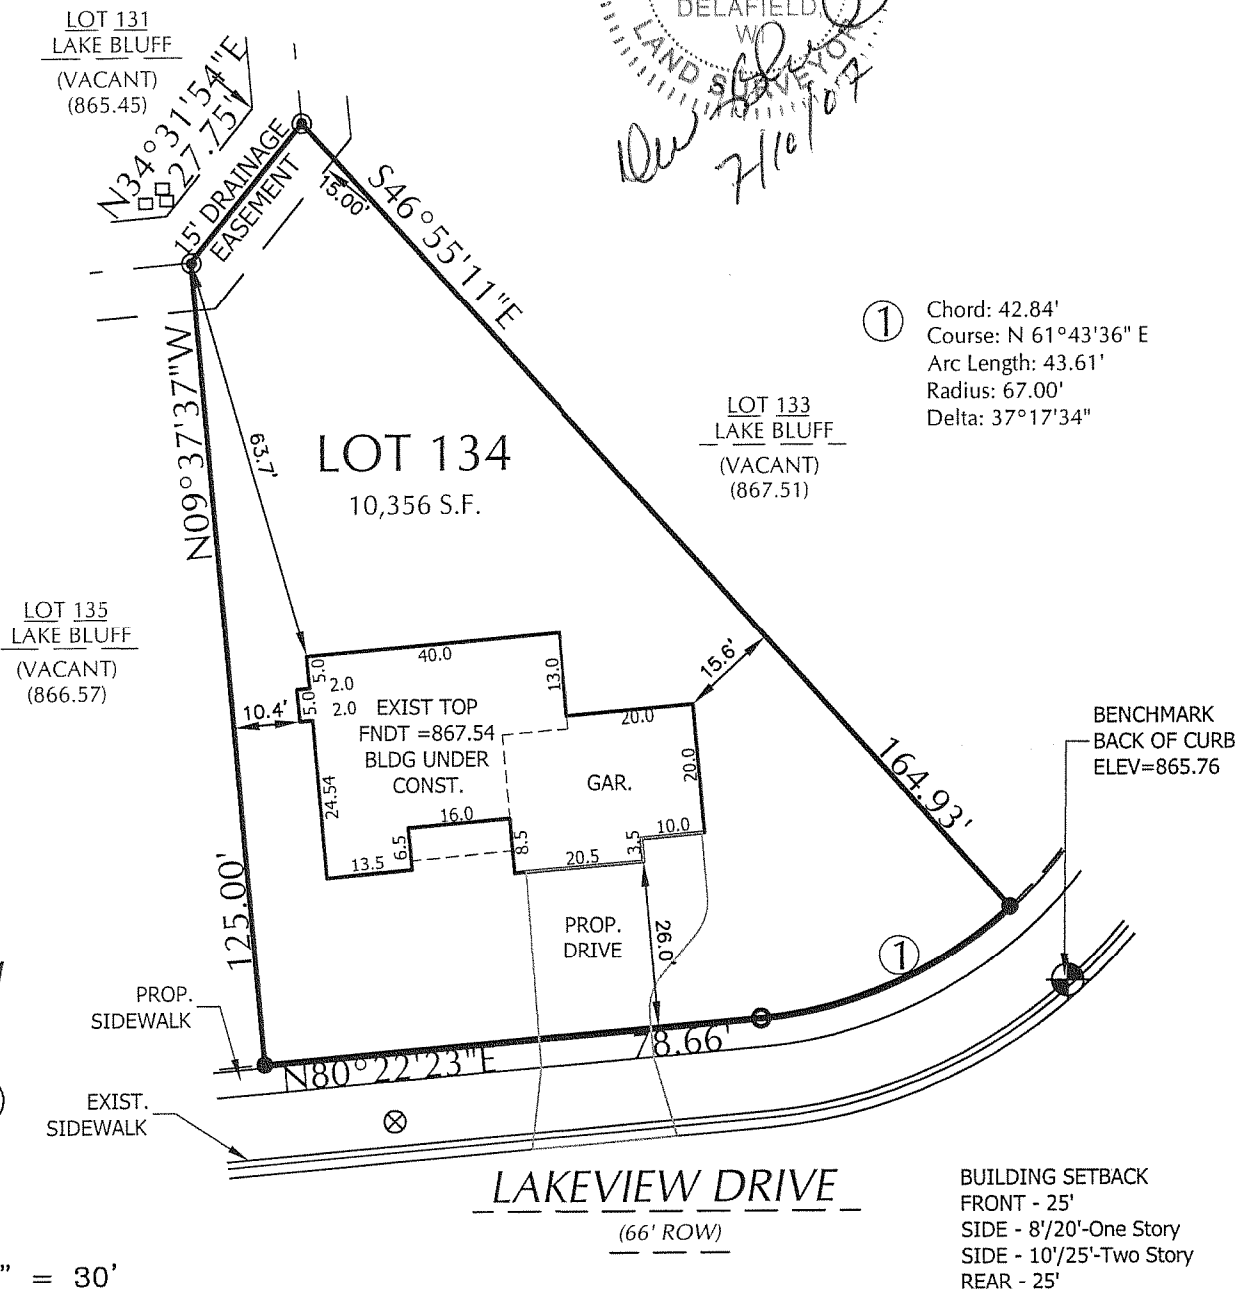 LOT 131
LAKE BLUFF
(VACANT)
(865.45)
DELAFIELD,
WI
LAND SURVEYOR
7/10/07
N34°31'54"E
27.75'
15' DRAINAGE
EASEMENT
15.00'
S46°55'11"E
164.93'
1
Chord: 42.84'
Course: N 61°43'36" E
Arc Length: 43.61'
Radius: 67.00'
Delta: 37°17'34"
LOT 133
LAKE BLUFF
(VACANT)
(867.51)
N09°37'37"W
125.00'
63.7'
LOT 134
10,356 S.F.
LOT 135
LAKE BLUFF
(VACANT)
(866.57)
10.4'
5.0
2.0
5.0
2.0
40.0
13.0
20.0
15.6'
EXIST TOP
FNDT =867.54
BLDG UNDER
CONST.
GAR.
20.0
24.54
16.0
13.5
6.5
8.5
20.5
3.5
10.0
BENCHMARK
BACK OF CURB
ELEV=865.76
PROP.
DRIVE
26.0'
1
PROP.
SIDEWALK
N80°22'23"E
78.66'
EXIST.
SIDEWALK
LAKEVIEW DRIVE
(66' ROW)
BUILDING SETBACK
FRONT - 25'
SIDE - 8'/20'-One Story
SIDE - 10'/25'-Two Story
REAR - 25'
" = 30'